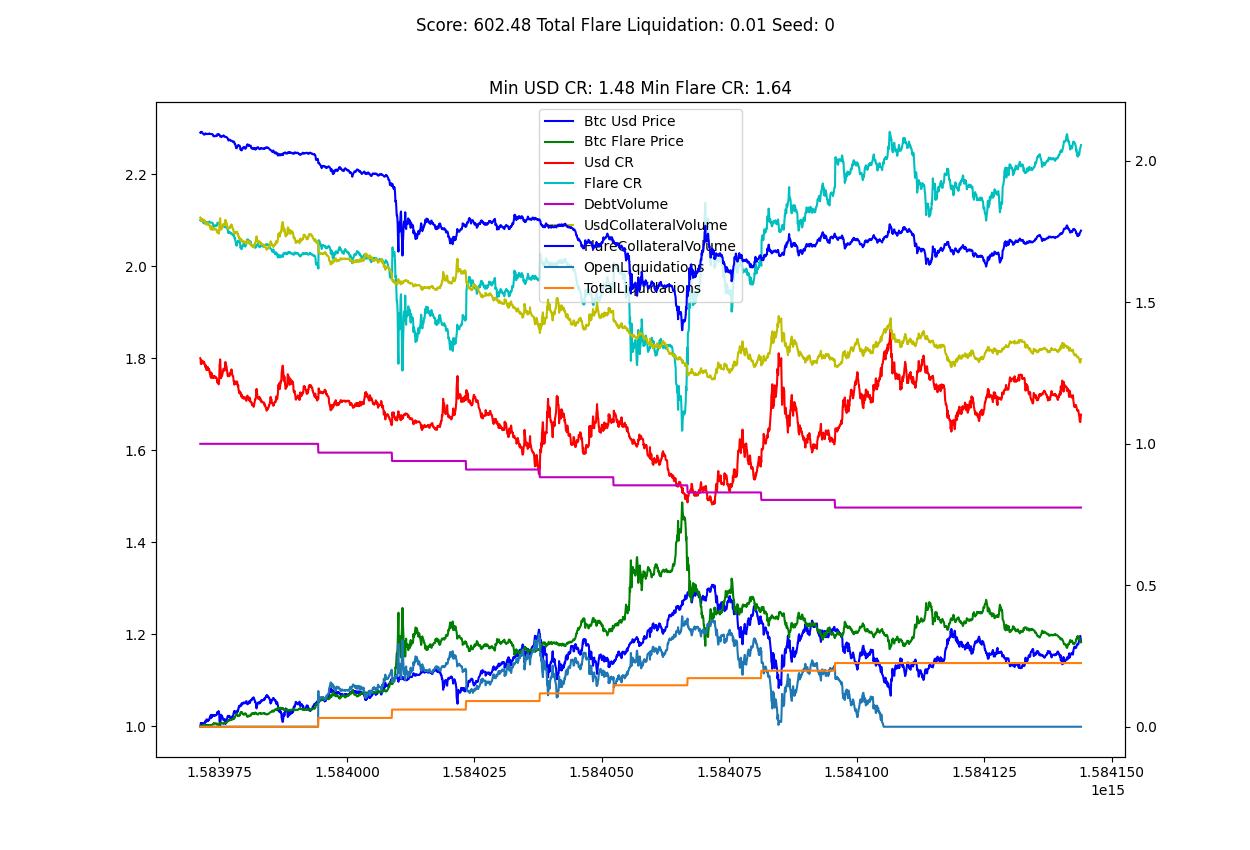 Score: 602.48 Total Flare Liquidation: 0.01 Seed: 0
Min USD CR: 1.48 Min Flare CR: 1.64
Btc Usd Price
Btc Flare Price
Usd CR
Flare CR
DebtVolume
UsdCollateralVolume
FlareCollateralVolume
OpenLiquidations
TotalLiquidations
2.2
2.0
1.8
1.6
1.4
1.2
1.0
2.0
1.5
1.0
0.5
0.0
1.583975
1.584000
1.584025
1.584050
1.584075
1.584100
1.584125
1.584150
1e15